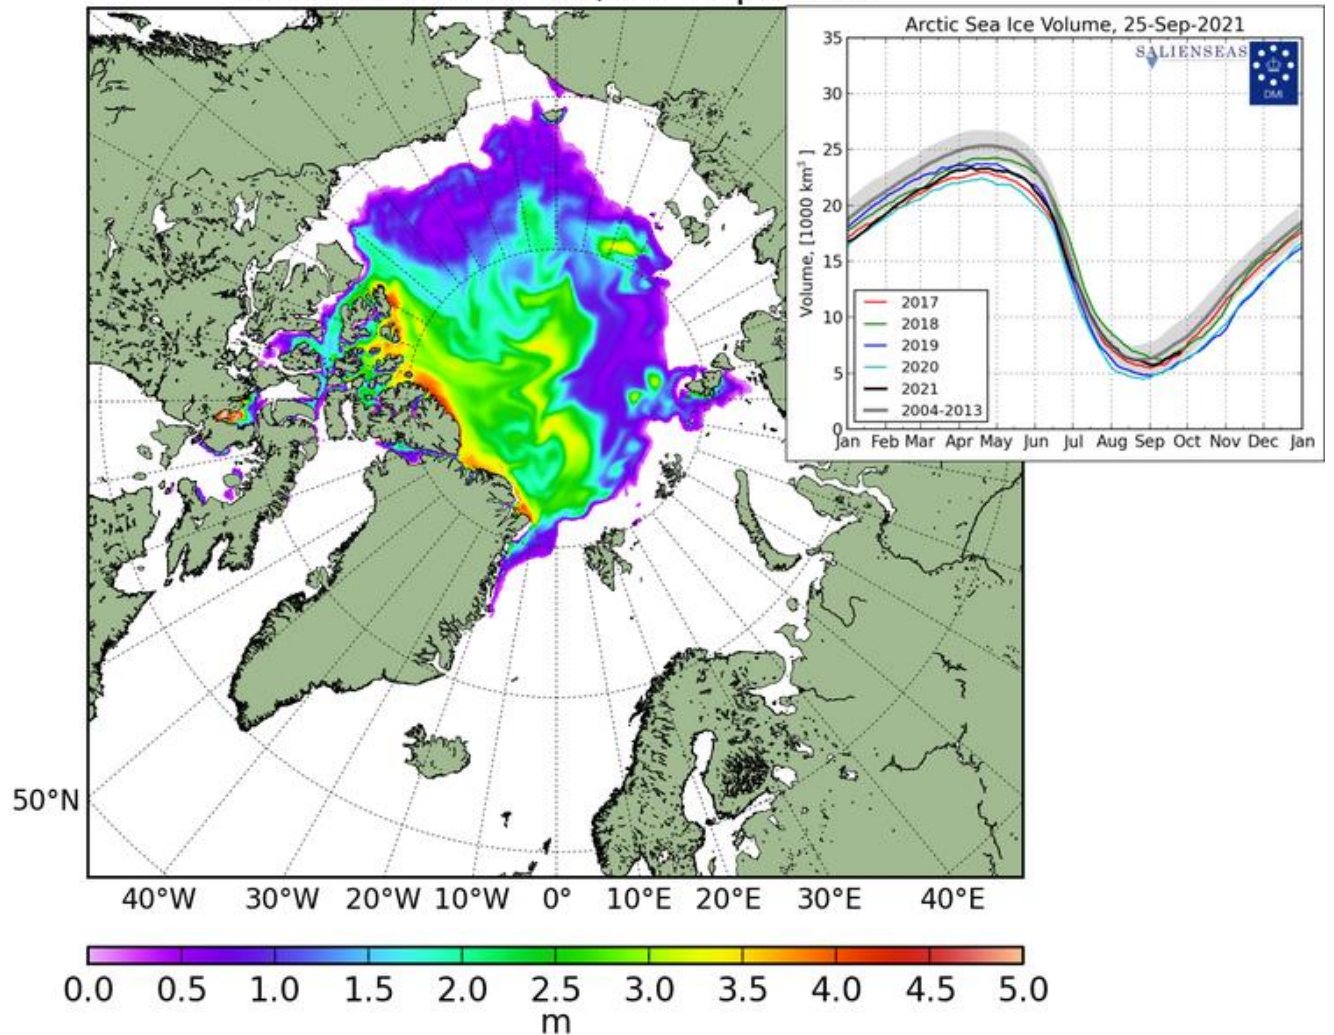 Arctic Sea Ice Volume, 25-Sep-2021
SALIENSEAS
DMI
Volume, [1000 km³ ]
35
30
25
20
15
10
5
0
2017
2018
2019
2020
2021
2004-2013
Jan Feb Mar Apr May Jun Jul Aug Sep Oct Nov Dec Jan
50°N
40°W 30°W 20°W 10°W 0° 10°E 20°E 30°E 40°E
0.0 0.5 1.0 1.5 2.0 2.5 3.0 3.5 4.0 4.5 5.0
m